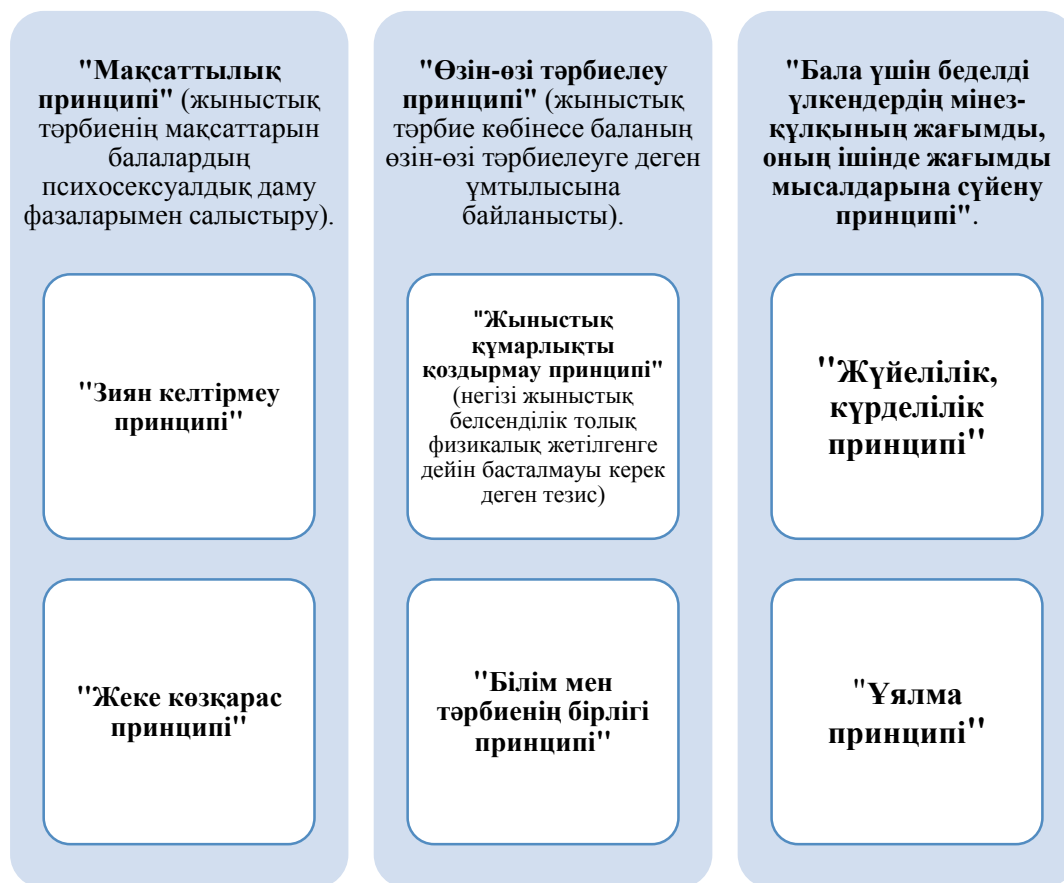 "Мақсаттылық
принципі" (жыныстық
тәрбиенің мақсаттарын
балалардың
психосексуалдық даму
фазаларымен салыстыру).
"Зиян келтірмеу
принципі"
"Жеке көзқарас
принципі"
"Өзін-өзі тәрбиелеу
принципі" (жыныстық
тәрбие көбінесе баланың
өзін-өзі тәрбиелеуге деген
ұмтылысына
байланысты).
"Жыныстық
құмарлықты
қоздырмау принципі"
(негізі жыныстық
белсенділік толық
физикалық жетілгенге
дейін басталмауы керек
деген тезис)
"Білім мен
тәрбиенің бірлігі
принципі"
"Бала үшін беделді
үлкендердің мінез-
құлқының жағымды,
оның ішінде жағымды
мысалдарына сүйену
принципі".
"Жүйелілік,
күрделілік
принципі"
"Ұялма
принципі"